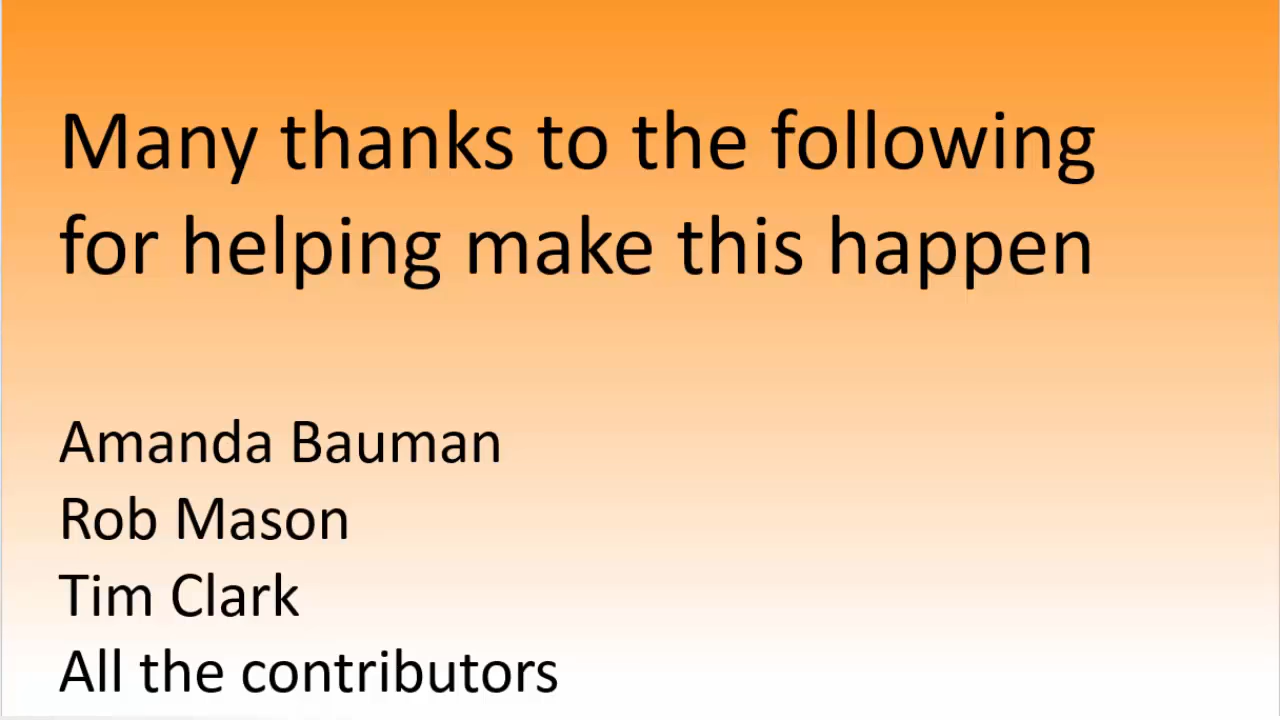 Many thanks to the following
for helping make this happen
Amanda Bauman
Rob Mason
Tim Clark
All the contributors